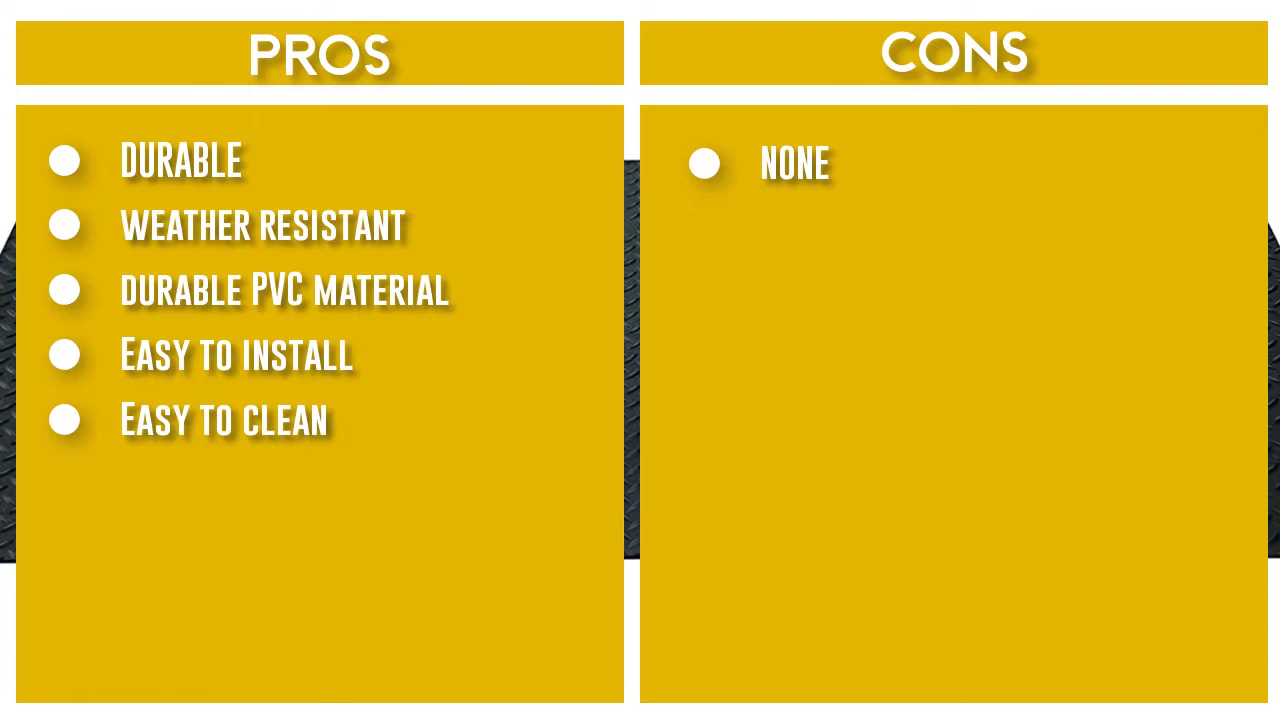 PROS
DURABLE
WEATHER RESISTANT
DURABLE PVC MATERIAL
EASY TO INSTALL
EASY TO CLEAN
CONS
NONE